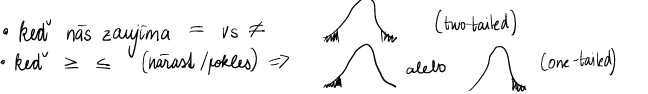 • keď nás zaujíma = vs ≠ (two-tailed)
• keď ≥ ≤ (nárast/pokles) => alebo (one-tailed)